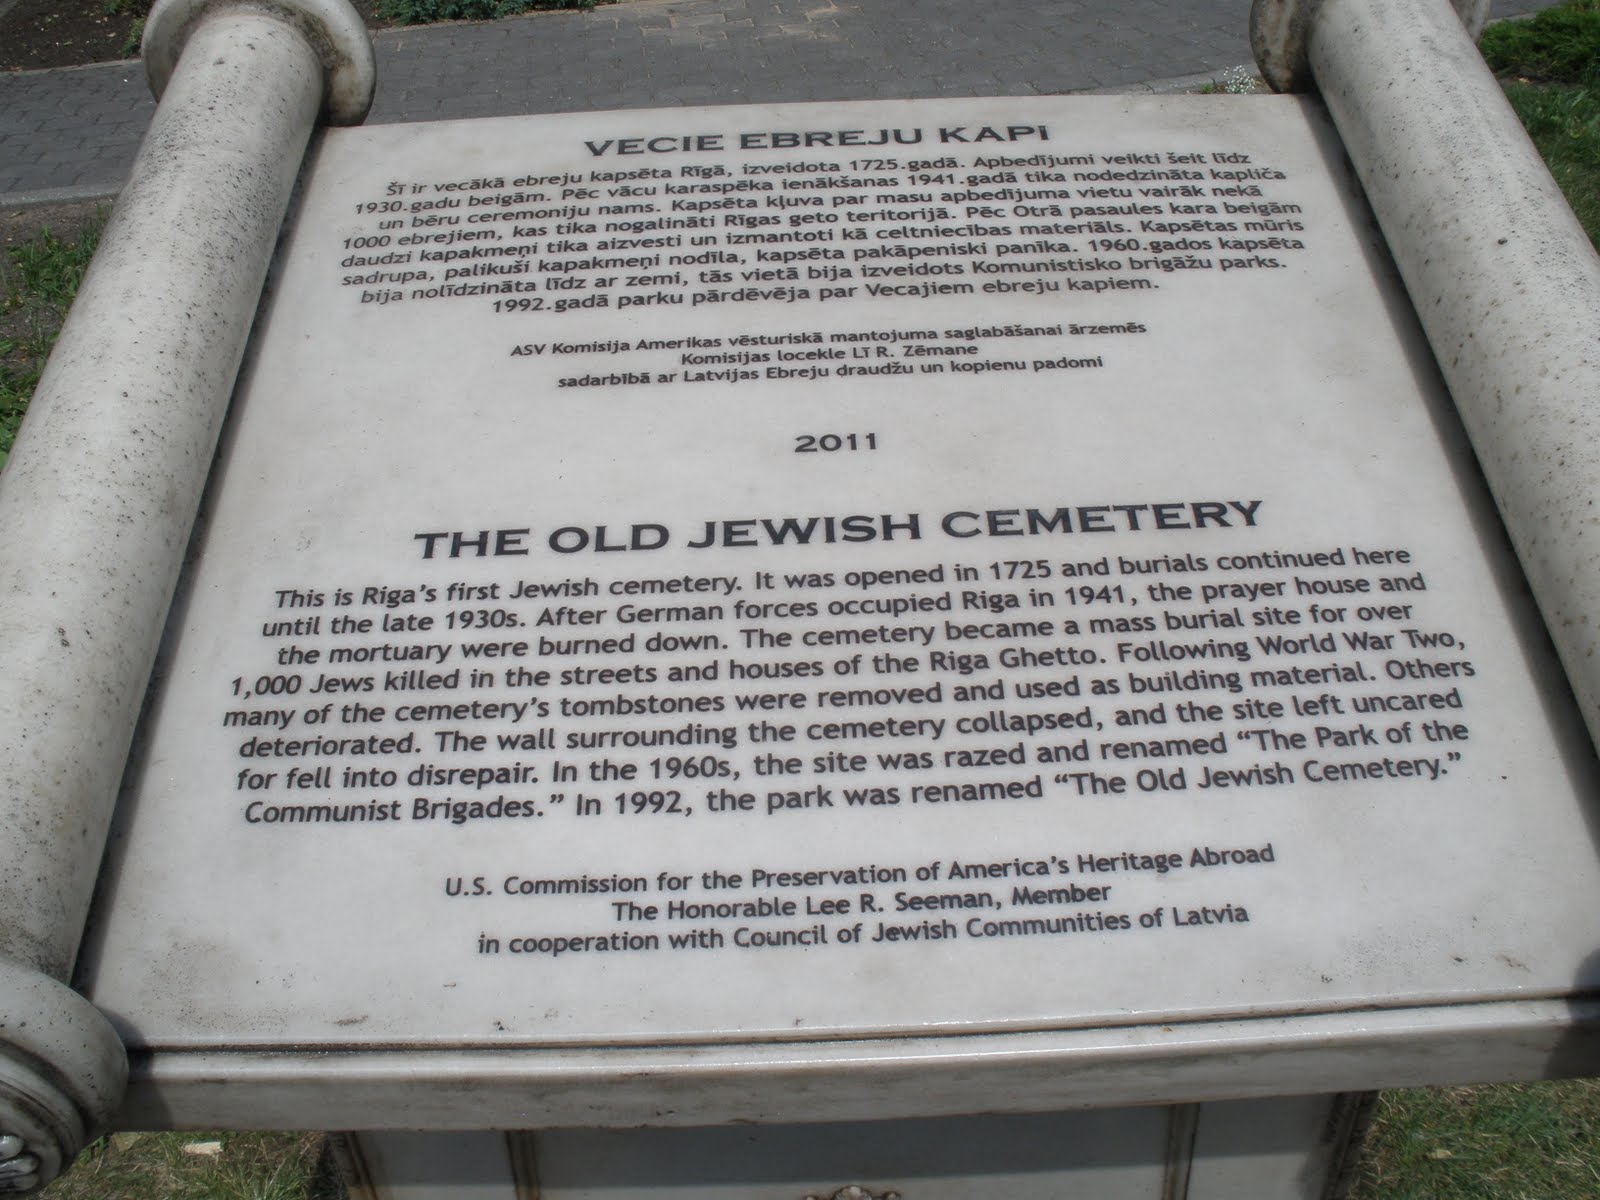 VECIE EBREJU KAPI
Šī ir vecākā ebreju kapsēta Rīgā, izveidota 1725.gadā. Apbedījumi veikti šeit līdz
1930.gadu beigām. Pēc vācu karaspēka ienākšanas 1941.gadā tika nodedzināta kapliča
un bēru ceremoniju nams. Kapsēta kļuva par masu apbedījuma vietu vairāk nekā
1000 ebrejiem, kas tika nogalināti Rīgas geto teritorijā. Pēc Otrā pasaules kara beigām
daudzi kapakmeņi tika aizvesti un izmantoti kā celtniecības materiāls. Kapsētas mūris
sadrupa, palikuši kapakmeņi nodīla, kapsēta pakāpeniski panīka. 1960.gados kapsēta
bija nolīdzināta līdz ar zemi, tās vietā bija izveidots Komunistisko brigāžu parks.
1992.gadā parku pārdēvēja par Vecajiem ebreju kapiem.
ASV Komisija Amerikas vēsturiskā mantojuma saglabāšanai ārzemēs
Komisijas locekle Lī R. Zēmane
sadarbībā ar Latvijas Ebreju draudžu un kopienu padomi
2011
THE OLD JEWISH CEMETERY
This is Riga's first Jewish cemetery. It was opened in 1725 and burials continued here
until the late 1930s. After German forces occupied Riga in 1941, the prayer house and
the mortuary were burned down. The cemetery became a mass burial site for over
1,000 Jews killed in the streets and houses of the Riga Ghetto. Following World War Two,
many of the cemetery's tombstones were removed and used as building material. Others
deteriorated. The wall surrounding the cemetery collapsed, and the site left uncared
for fell into disrepair. In the 1960s, the site was razed and renamed “The Park of the
Communist Brigades.” In 1992, the park was renamed “The Old Jewish Cemetery.”
U.S. Commission for the Preservation of America's Heritage Abroad
The Honorable Lee R. Seeman, Member
in cooperation with Council of Jewish Communities of Latvia